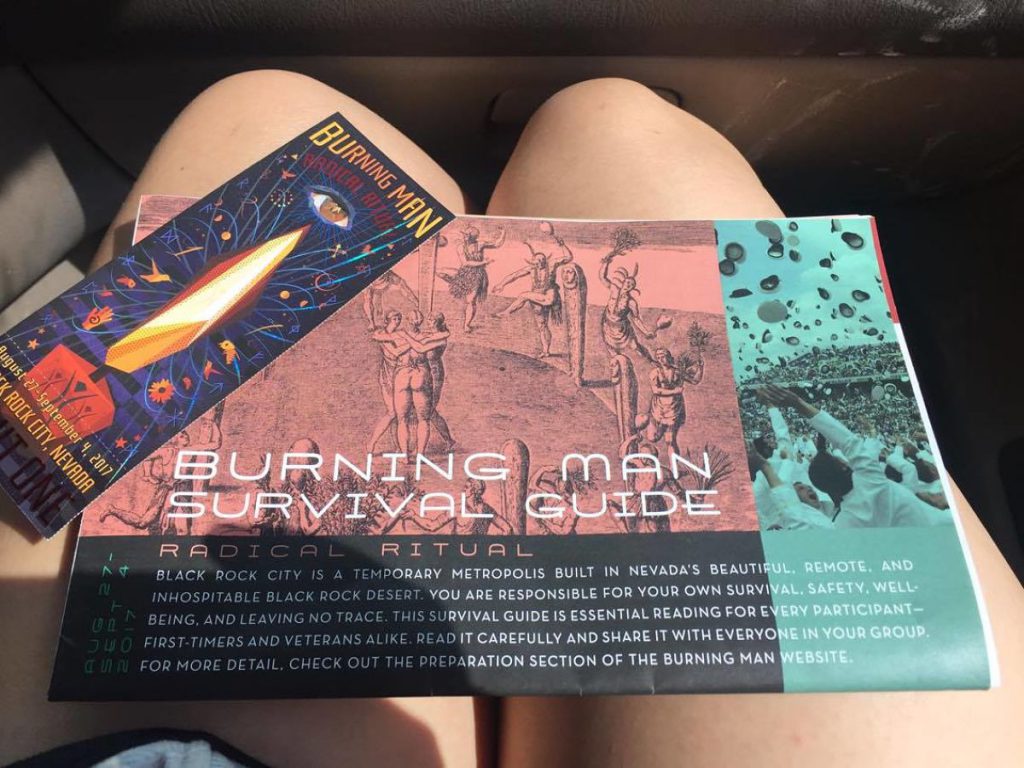 BURNING MAN
RADICAL RITUAL
August 27-September 4, 2017
BLACK ROCK CITY, NEVADA
BURNING MAN
SURVIVAL GUIDE
RADICAL RITUAL
AUG 27-
SEPT 4
2017
BLACK ROCK CITY IS A TEMPORARY METROPOLIS BUILT IN NEVADA'S BEAUTIFUL, REMOTE, AND
INHOSPITABLE BLACK ROCK DESERT. YOU ARE RESPONSIBLE FOR YOUR OWN SURVIVAL, SAFETY, WELL-
BEING, AND LEAVING NO TRACE. THIS SURVIVAL GUIDE IS ESSENTIAL READING FOR EVERY PARTICIPANT—
FIRST-TIMERS AND VETERANS ALIKE. READ IT CAREFULLY AND SHARE IT WITH EVERYONE IN YOUR GROUP.
FOR MORE DETAIL, CHECK OUT THE PREPARATION SECTION OF THE BURNING MAN WEBSITE.